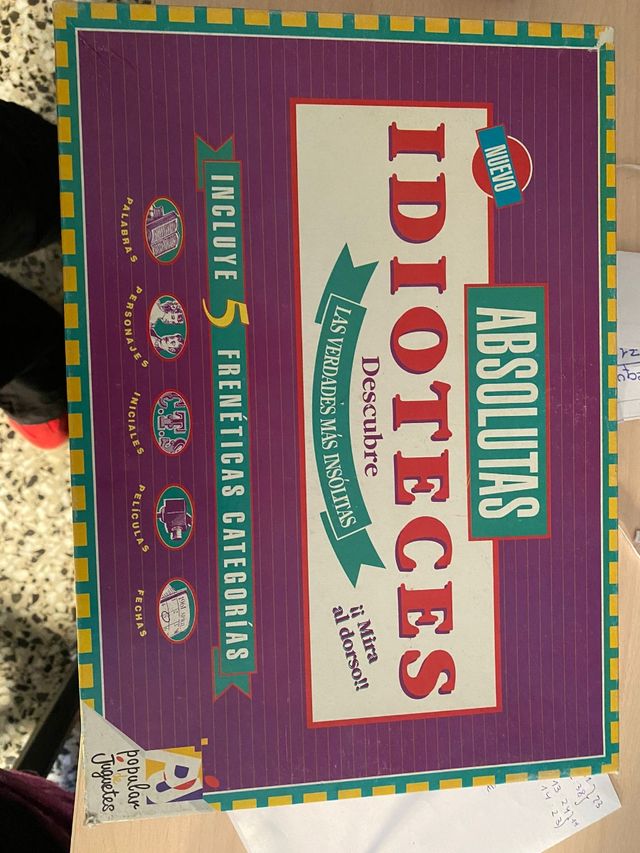 NUEVO
ABSOLUTAS
IDIOTECES
Descubre
LAS VERDADES MÁS INSÓLITAS
¡¡ Mira
al dorso!!
INCLUYE 5 FRENÉTICAS CATEGORÍAS
PALABRAS
PERSONAJES
INICIALES
PELÍCULAS
FECHAS
C.T.S
popular
de
Juguetes